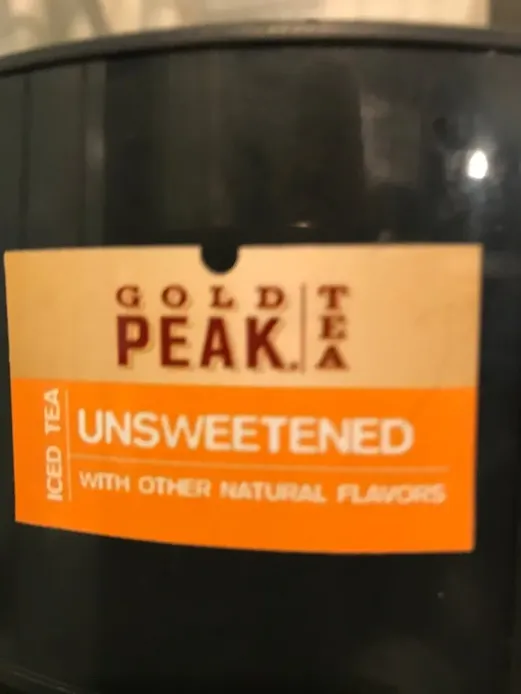 GOLD
PEAK.
TEA
ICED TEA
UNSWEETENED
WITH OTHER NATURAL FLAVORS